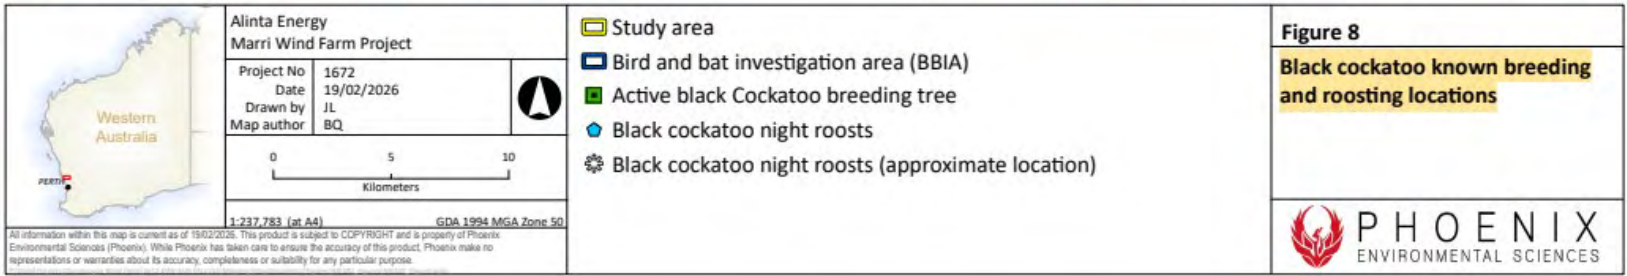 Western
Australia
PERTH
Alinta Energy
Marri Wind Farm Project
Project No 1672
Date 19/02/2026
Drawn by JL
Map author BQ
0 5 10
Kilometers
1:237,783 (at A4) GDA 1994 MGA Zone 50
All information within this map is current as of 19/02/2026. This product is subject to COPYRIGHT and is property of Phoenix
Environmental Sciences (Phoenix). While Phoenix has taken care to ensure the accuracy of this product, Phoenix make no
representations or warranties about its accuracy, completeness or suitability for any particular purpose.
Study area
Bird and bat investigation area (BBIA)
Active black Cockatoo breeding tree
Black cockatoo night roosts
Black cockatoo night roosts (approximate location)
Figure 8
Black cockatoo known breeding
and roosting locations
PHOENIX
ENVIRONMENTAL SCIENCES